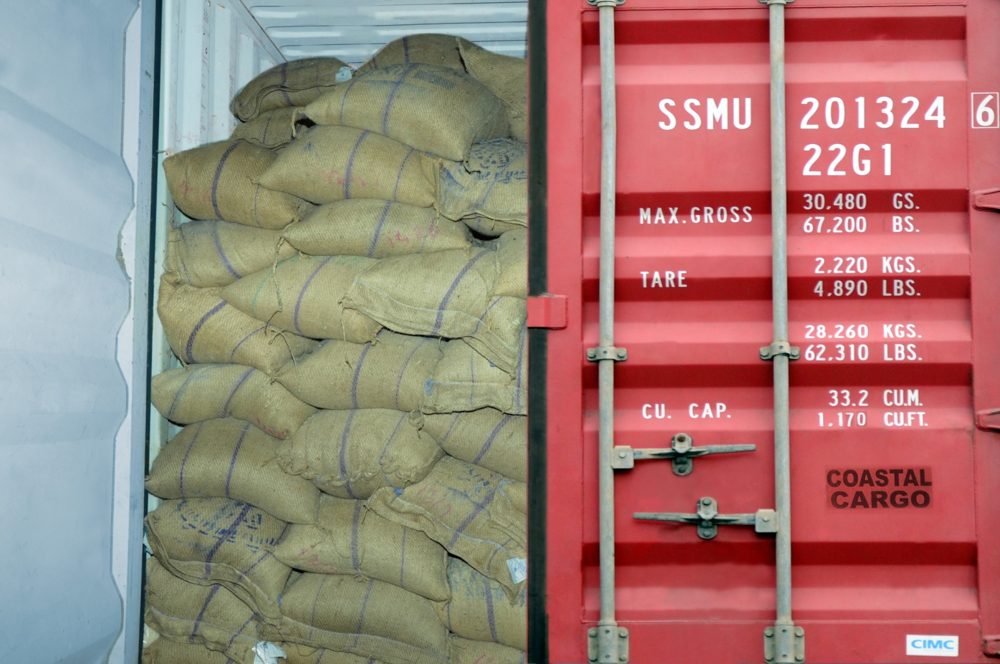 SSMU 201324 6
22G1
MAX.GROSS 30.480 GS.
67.200 BS.
TARE 2.220 KGS.
4.890 LBS.
28.260 KGS.
62.310 LBS.
CU. CAP. 33.2 CU.M.
1.170 CU.FT.
COASTAL
CARGO
CIMC